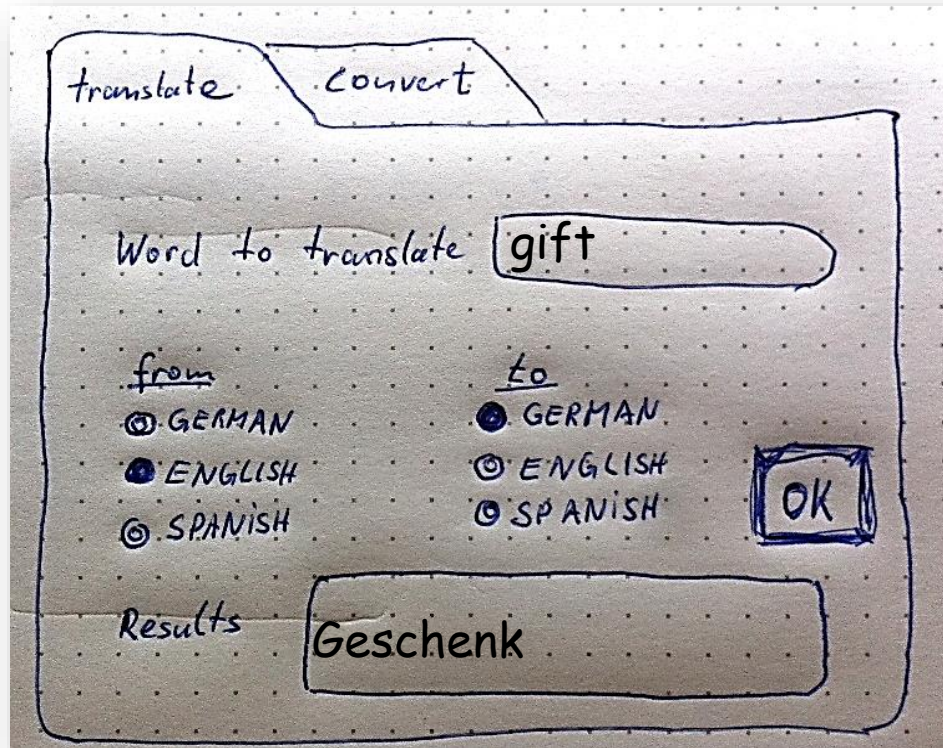 translate
convert
Word to translate gift
from to
GERMAN GERMAN
ENGLISH ENGLISH
SPANISH SPANISH
OK
Results Geschenk